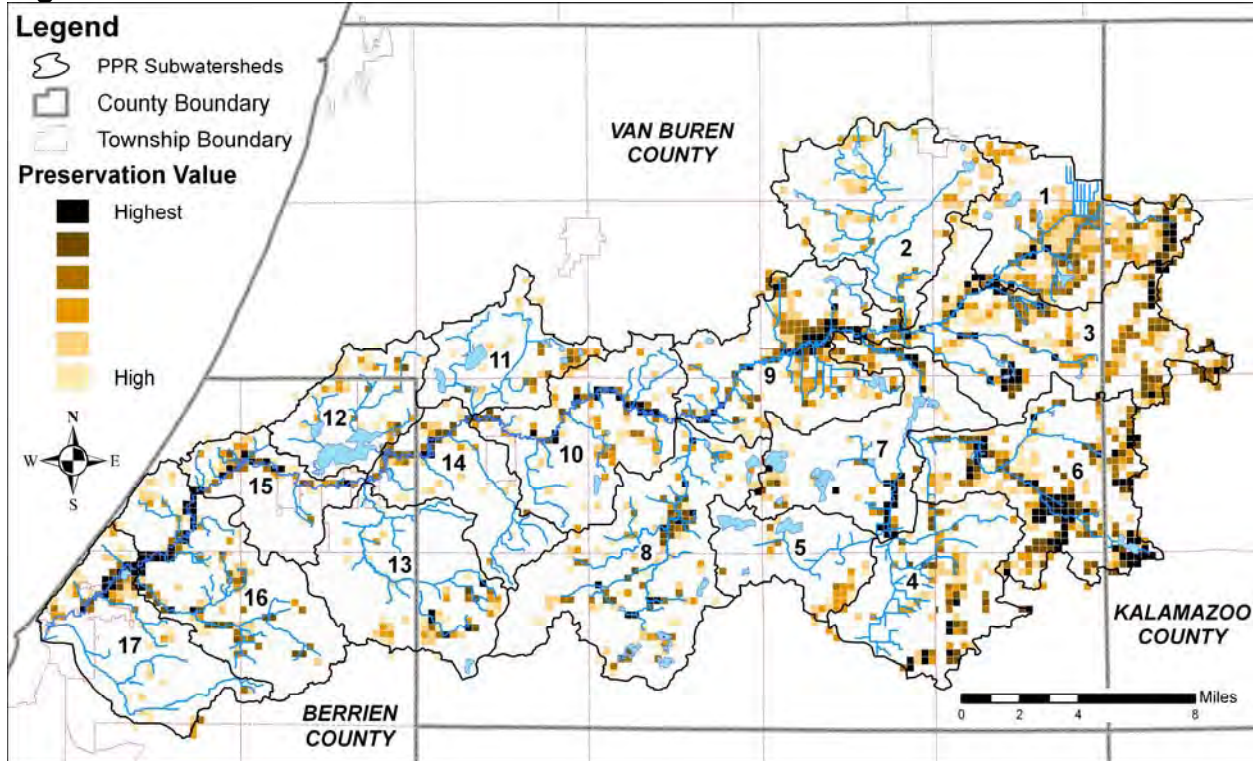 Legend
PPR Subwatersheds
County Boundary
Township Boundary
Preservation Value
Highest
High
N
W E
S
VAN BUREN
COUNTY
1
2
3
9
11
12
7
6
10
14
15
8
5
13
4
16
17
KALAMAZOO
COUNTY
BERRIEN
COUNTY
Miles
0 2 4 8